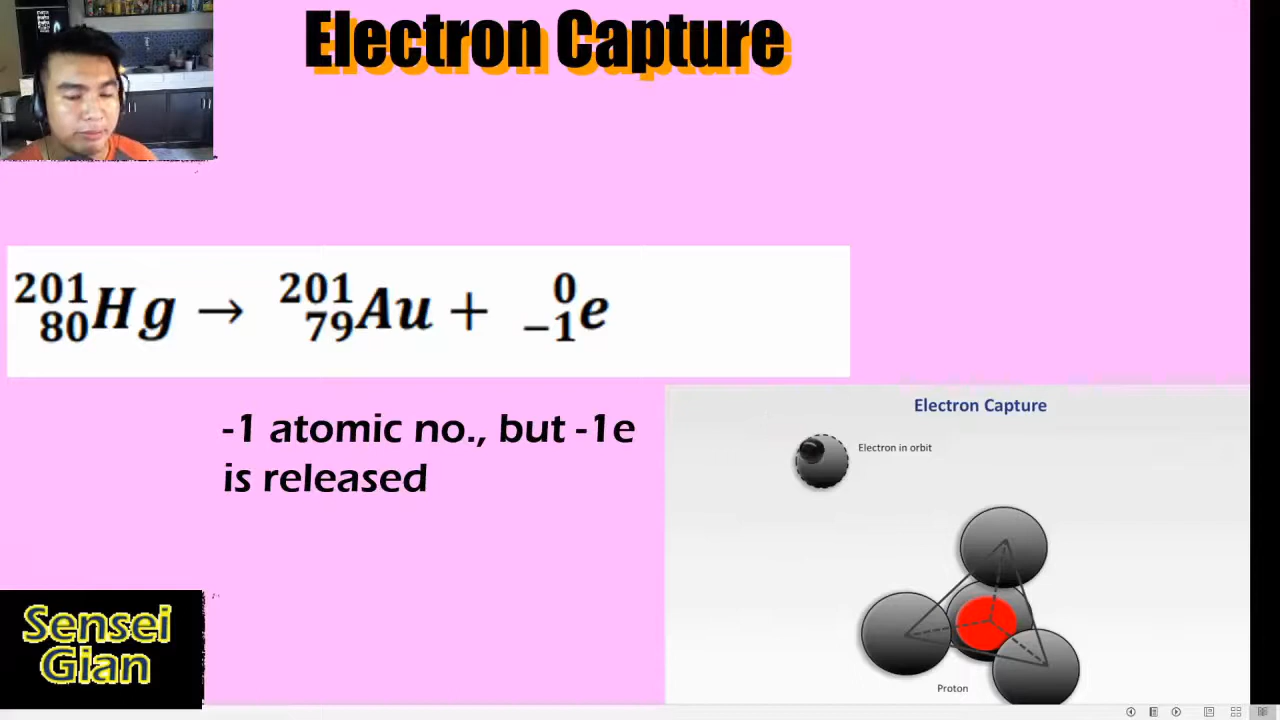 Electron Capture
²⁰¹₈₀Hg → ²⁰¹₇₉Au + ⁰₋₁e
-1 atomic no., but -1e
is released
Electron Capture
Electron in orbit
Proton
Sensei
Gian